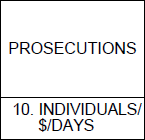 PROSECUTIONS
10. INDIVIDUALS/
$/DAYS